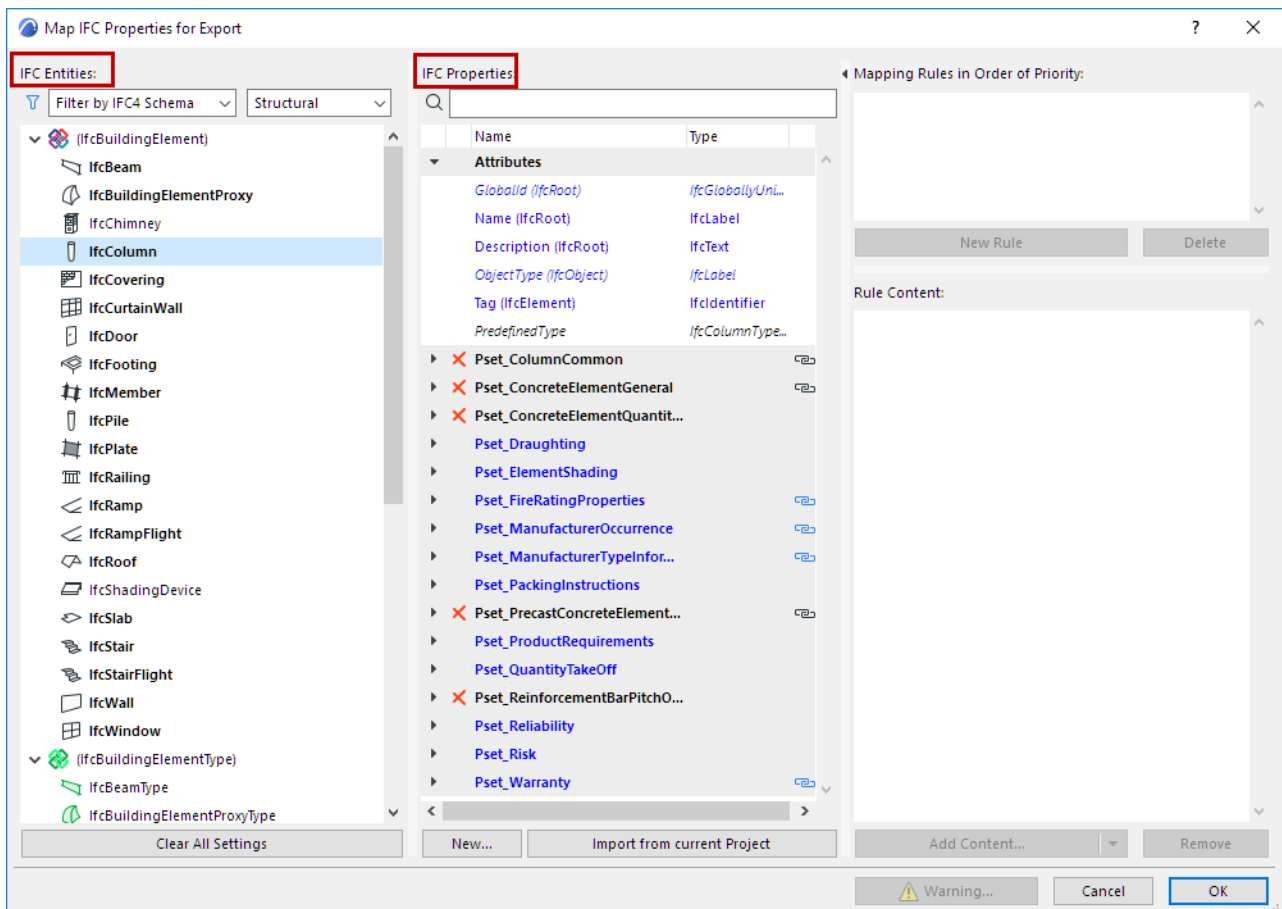 Map IFC Properties for Export
?
IFC Entities:
Filter by IFC4 Schema
Structural
(IfcBuildingElement)
IfcBeam
IfcBuildingElementProxy
IfcChimney
IfcColumn
IfcCovering
IfcCurtainWall
IfcDoor
IfcFooting
IfcMember
IfcPile
IfcPlate
IfcRailing
IfcRamp
IfcRampFlight
IfcRoof
IfcShadingDevice
IfcSlab
IfcStair
IfcStairFlight
IfcWall
IfcWindow
(IfcBuildingElementType)
IfcBeamType
IfcBuildingElementProxyType
Clear All Settings
IFC Properties:
Name Type
Attributes
GlobalId (IfcRoot) IfcGloballyUni...
Name (IfcRoot) IfcLabel
Description (IfcRoot) IfcText
ObjectType (IfcObject) IfcLabel
Tag (IfcElement) IfcIdentifier
PredefinedType IfcColumnType...
Pset_ColumnCommon
Pset_ConcreteElementGeneral
Pset_ConcreteElementQuantit...
Pset_Draughting
Pset_ElementShading
Pset_FireRatingProperties
Pset_ManufacturerOccurrence
Pset_ManufacturerTypeInfor...
Pset_PackingInstructions
Pset_PrecastConcreteElement...
Pset_ProductRequirements
Pset_QuantityTakeOff
Pset_ReinforcementBarPitchO...
Pset_Reliability
Pset_Risk
Pset_Warranty
New...
Import from current Project
Mapping Rules in Order of Priority:
New Rule
Delete
Rule Content:
Add Content...
Remove
Warning...
Cancel
OK